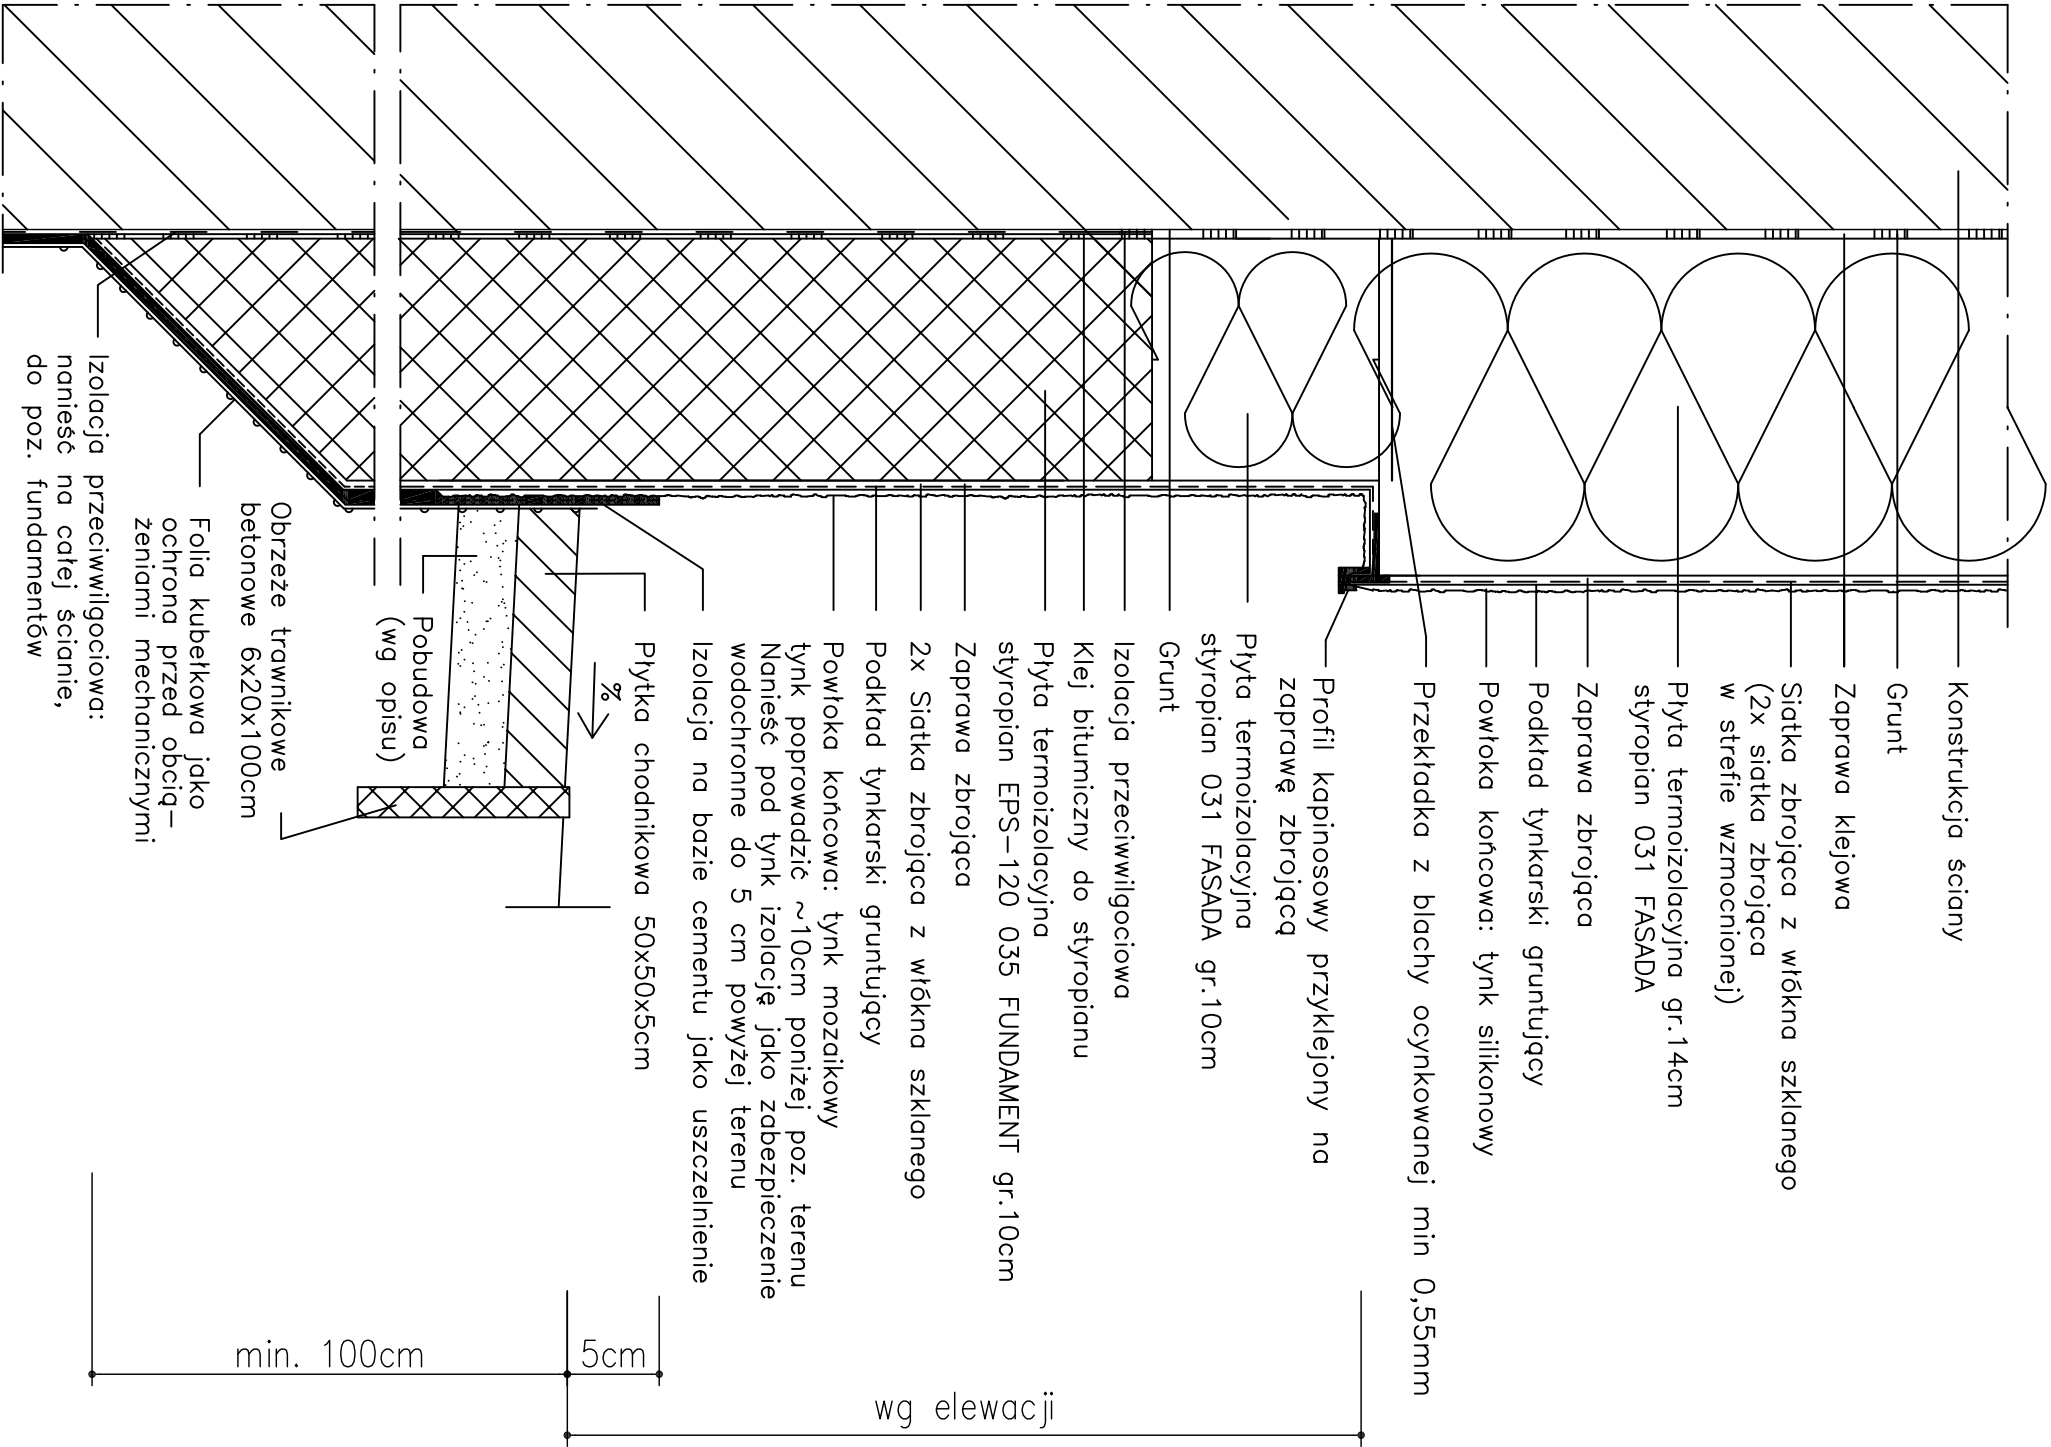 Konstrukcja ściany
Grunt
Zaprawa klejowa
Siatka zbrojąca z włókna szklanego
(2x siatka zbrojąca
w strefie wzmocnionej)
Płyta termoizolacyjna gr.14cm
styropian 031 FASADA
Zaprawa zbrojąca
Podkład tynkarski gruntujący
Powłoka końcowa: tynk silikonowy
Przekładka z blachy ocynkowanej min 0,55mm
Profil kapinosowy przyklejony na
zaprawę zbrojącą
Płyta termoizolacyjna
styropian 031 FASADA gr.10cm
Grunt
Izolacja przeciwwilgociowa
Klej bitumiczny do styropianu
Płyta termoizolacyjna
styropian EPS-120 035 FUNDAMENT gr.10cm
Zaprawa zbrojąca
2x Siatka zbrojąca z włókna szklanego
Podkład tynkarski gruntujący
Powłoka końcowa: tynk mozaikowy
tynk poprowadzić ~10cm poniżej poz. terenu
Nanieść pod tynk izolację jako zabezpieczenie
wodochronne do 5 cm powyżej terenu
Izolacja na bazie cementu jako uszczelnienie
Płytka chodnikowa 50x50x5cm
%
Pobudowa
(wg opisu)
Obrzeże trawnikowe
betonowe 6x20x100cm
Folia kubełkowa jako
ochrona przed obcią-
żeniami mechanicznymi
Izolacja przeciwwilgociowa:
nanieść na całej ścianie,
do poz. fundamentów
min. 100cm
5cm
wg elewacji